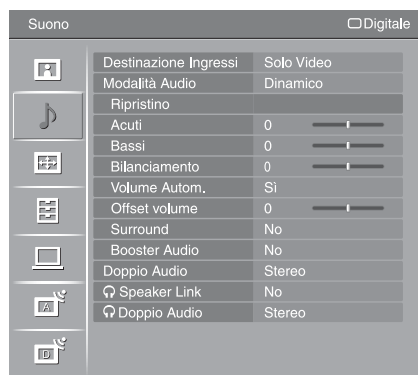 Suono Digitale
Destinazione Ingressi Solo Video
Modalità Audio Dinamico
Ripristino
Acuti 0
Bassi 0
Bilanciamento 0
Volume Autom. Sì
Offset volume 0
Surround No
Booster Audio No
Doppio Audio Stereo
Speaker Link No
Doppio Audio Stereo
A
D